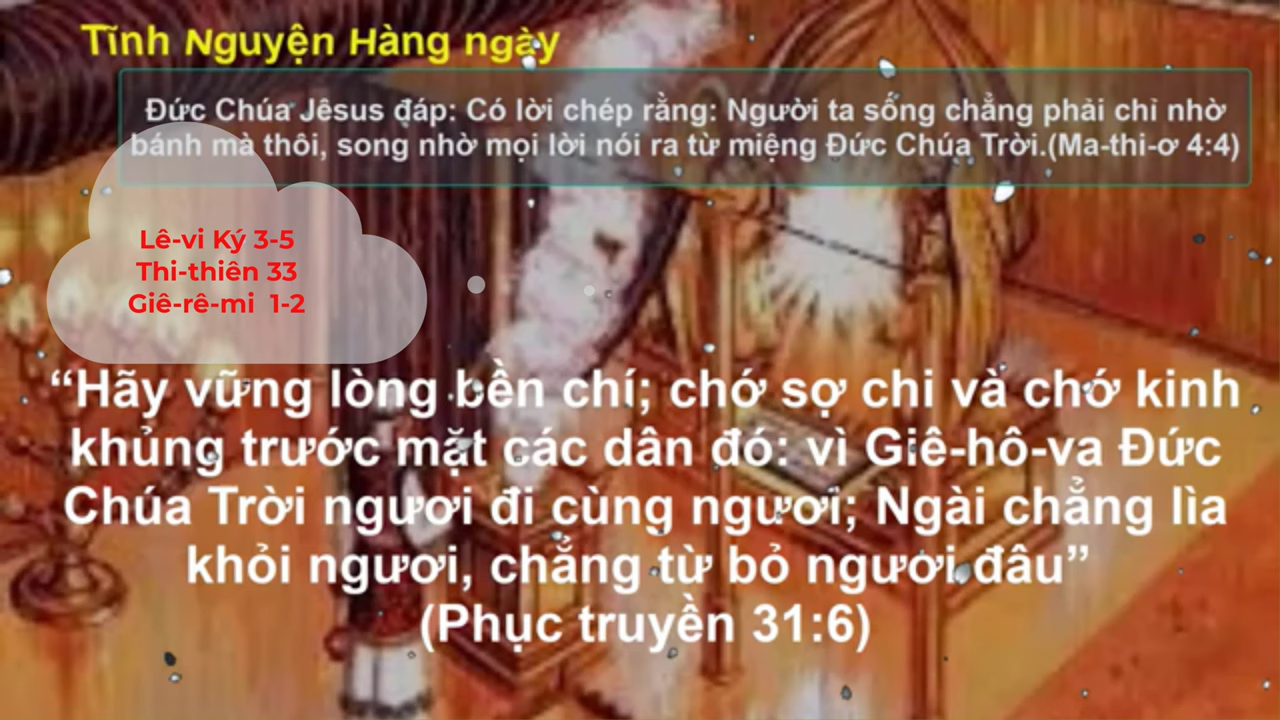 Tĩnh Nguyện Hàng ngày
Đức Chúa Jêsus đáp: Có lời chép rằng: Người ta sống chẳng phải chỉ nhờ
bánh mà thôi, song nhờ mọi lời nói ra từ miệng Đức Chúa Trời.(Ma-thi-ơ 4:4)
Lê-vi Ký 3-5
Thi-thiên 33
Giê-rê-mi 1-2
“Hãy vững lòng bền chí; chớ sợ chi và chớ kinh
khủng trước mặt các dân đó: vì Giê-hô-va Đức
Chúa Trời ngươi đi cùng ngươi; Ngài chẳng lìa
khỏi ngươi, chẳng từ bỏ ngươi đâu”
(Phục truyền 31:6)